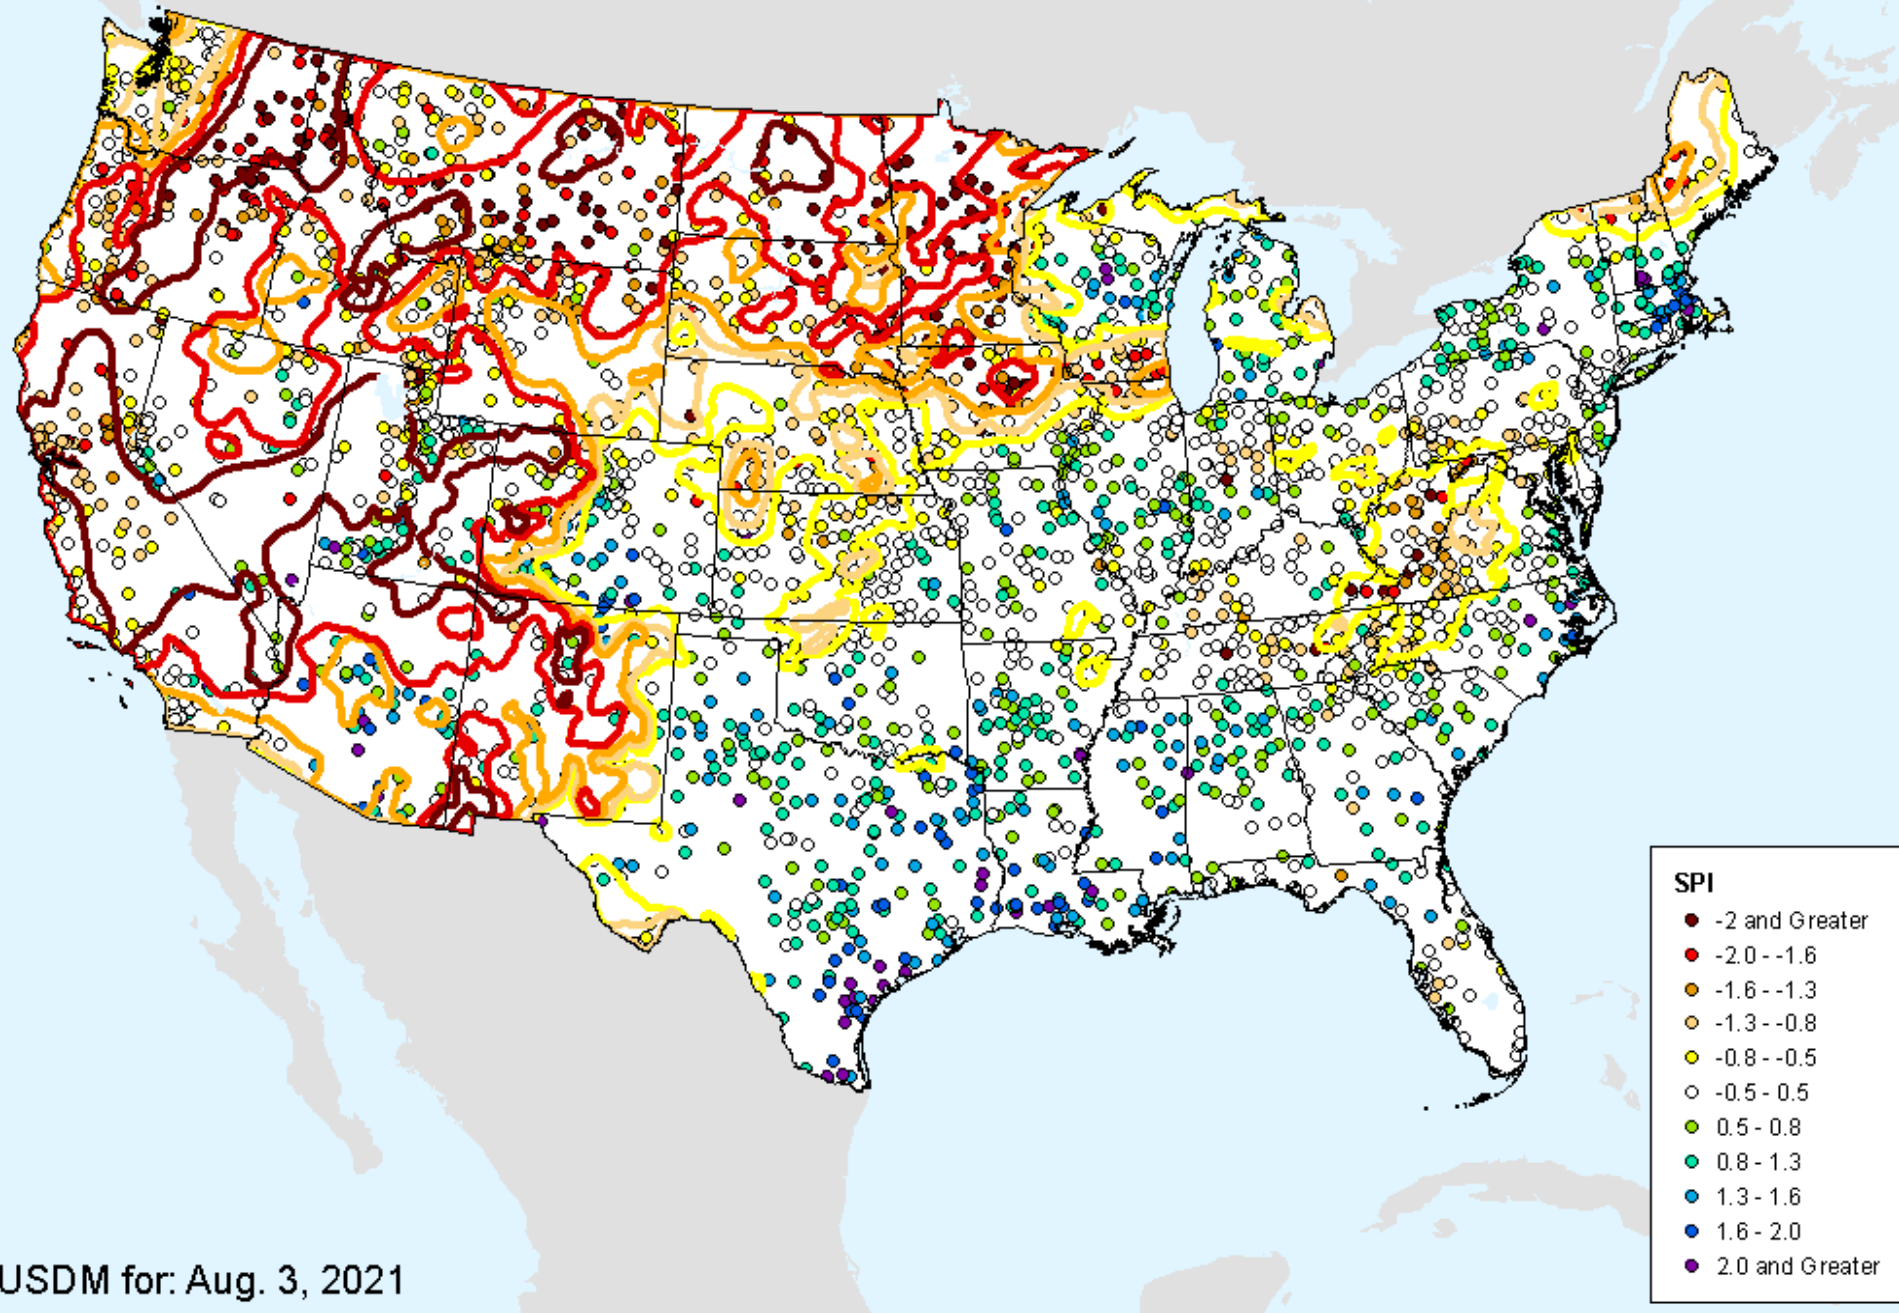 SPI
-2 and Greater
-2.0 - -1.6
-1.6 - -1.3
-1.3 - -0.8
-0.8 - -0.5
-0.5 - 0.5
0.5 - 0.8
0.8 - 1.3
1.3 - 1.6
1.6 - 2.0
2.0 and Greater
USDM for: Aug. 3, 2021